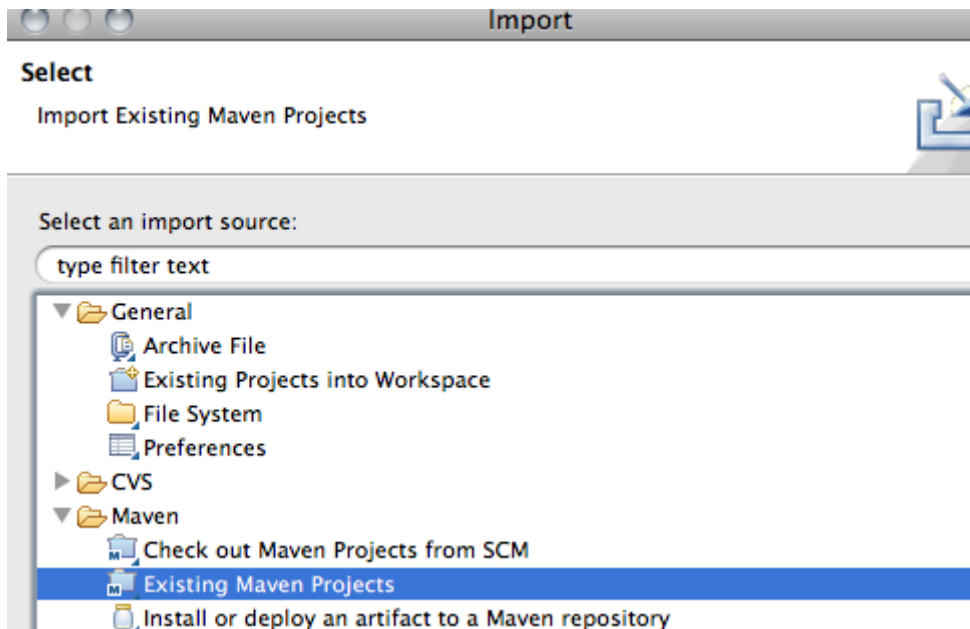 Import
Select
Import Existing Maven Projects
Select an import source:
type filter text
General
Archive File
Existing Projects into Workspace
File System
Preferences
CVS
Maven
Check out Maven Projects from SCM
Existing Maven Projects
Install or deploy an artifact to a Maven repository